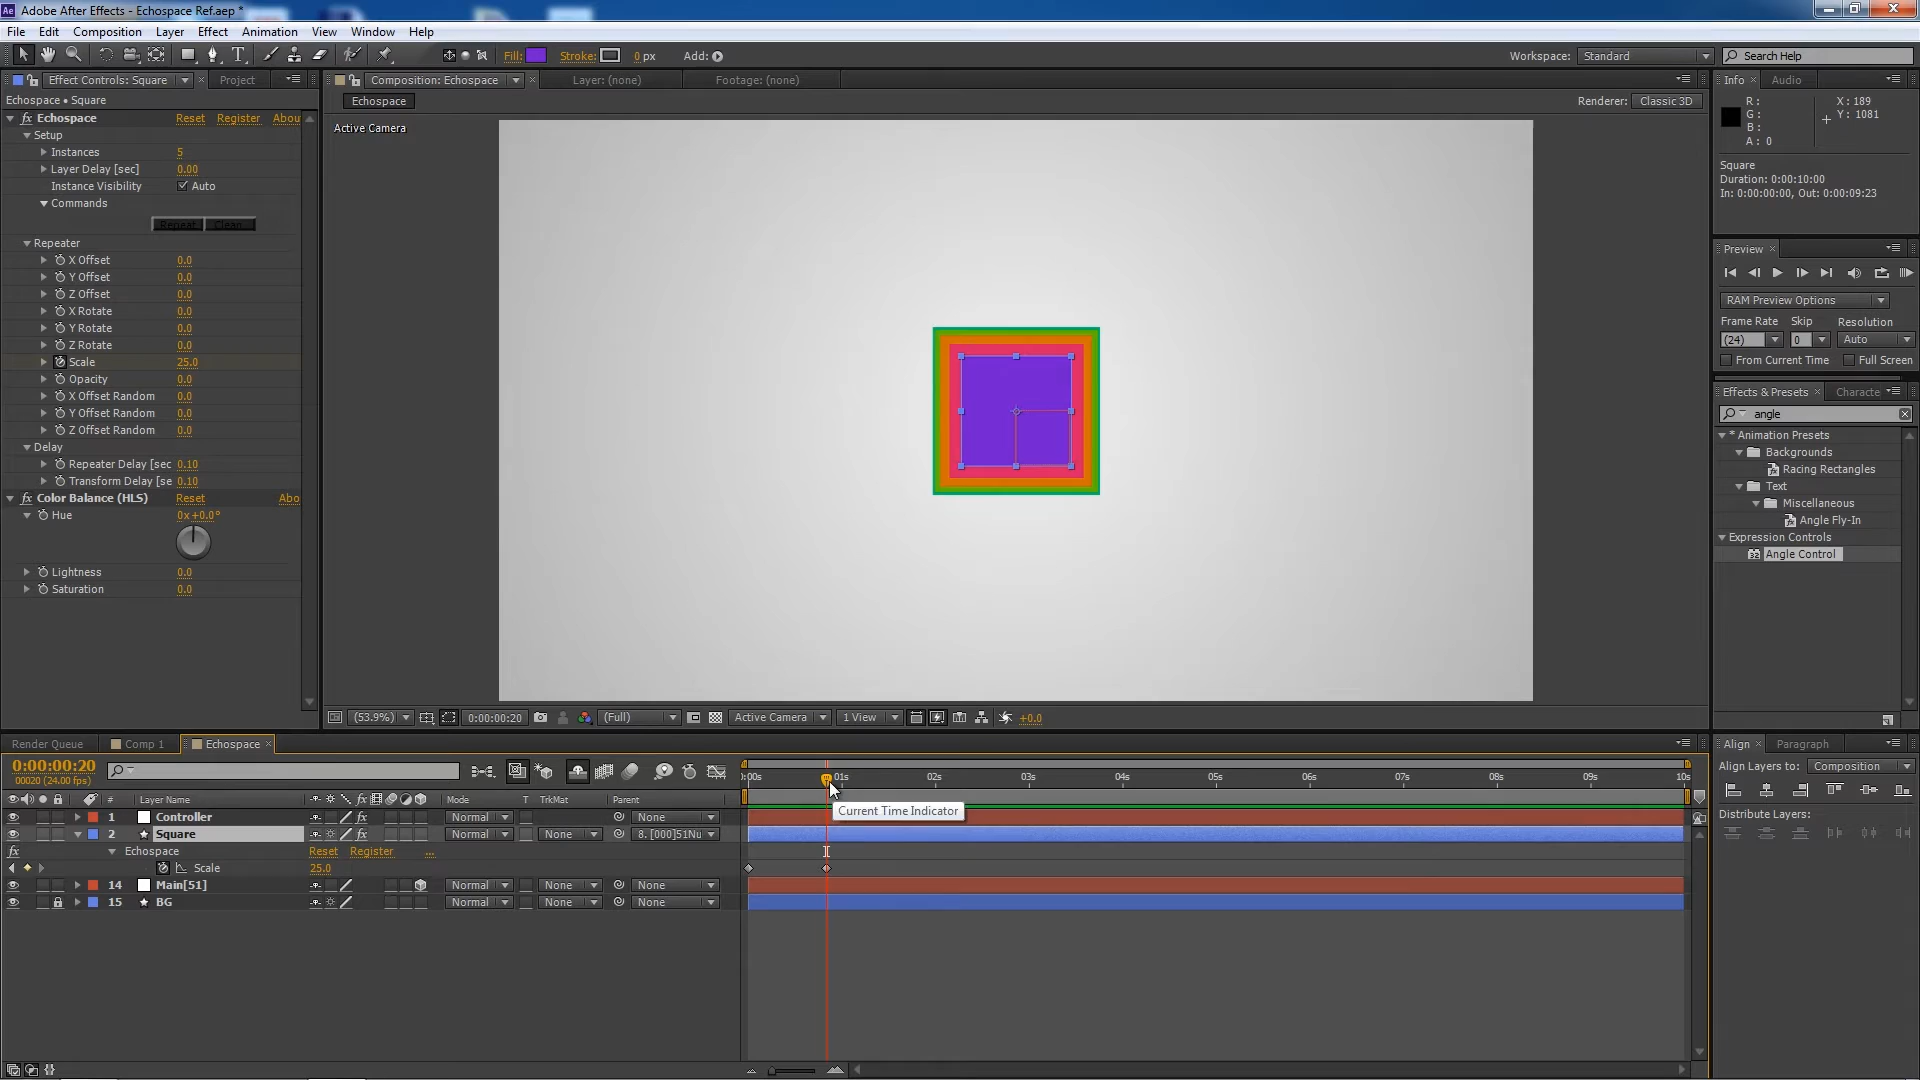 Ae Adobe After Effects - Echospace Ref.aep *
File Edit Composition Layer Effect Animation View Window Help
Fill: Stroke: 0 px Add: Workspace: Standard Search Help
Effect Controls: Square Project Composition: Echospace Layer: (none) Footage: (none) Info Audio
Echospace • Square Echospace Renderer: Classic 3D
Active Camera
R: X: 189
G: Y: 1081
B:
A: 0
Square
Duration: 0:00:10:00
In: 0:00:00:00, Out: 0:00:09:23
fx Echospace Reset Register Abou
Setup
Instances 5
Layer Delay [sec] 0.00
Instance Visibility Auto
Commands
Repeat Clean
Repeater
X Offset 0.0
Y Offset 0.0
Z Offset 0.0
X Rotate 0.0
Y Rotate 0.0
Z Rotate 0.0
Scale 25.0
Opacity 0.0
X Offset Random 0.0
Y Offset Random 0.0
Z Offset Random 0.0
Delay
Repeater Delay [sec 0.10
Transform Delay [se 0.10
fx Color Balance (HLS) Reset Abo
Hue 0x+0.0°
Lightness 0.0
Saturation 0.0
Preview
RAM Preview Options
Frame Rate Skip Resolution
(24) 0 Auto
From Current Time Full Screen
Effects & Presets Characte
angle
* Animation Presets
Backgrounds
Racing Rectangles
Text
Miscellaneous
Angle Fly-In
Expression Controls
Angle Control
(53.9%) 0:00:00:20 (Full) Active Camera 1 View +0.0
Render Queue Comp 1 Echospace
0:00:00:20
00020 (24.00 fps)
:00s 01s 02s 03s 04s 05s 06s 07s 08s 09s 10s
# Layer Name fx Mode T TrkMat Parent
Current Time Indicator
1 Controller fx Normal None
2 Square fx Normal None 8. [000]51Nu
fx Echospace Reset Register ...
Scale 25.0
14 Main[51] Normal None None
15 BG Normal None None
Align Paragraph
Align Layers to: Composition
Distribute Layers: